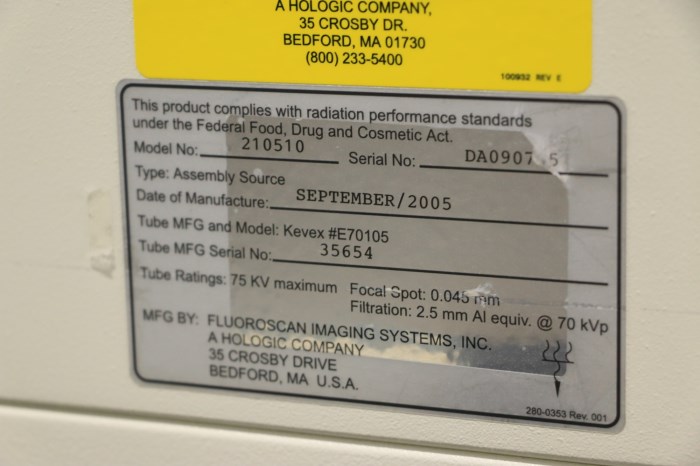 A HOLOGIC COMPANY,
35 CROSBY DR.
BEDFORD, MA 01730
(800) 233-5400
100932 REV E
This product complies with radiation performance standards
under the Federal Food, Drug and Cosmetic Act.
Model No: 210510 Serial No:
Type: Assembly Source
Date of Manufacture: SEPTEMBER/2005
Tube MFG and Model: Kevex #E70105
Tube MFG Serial No: 35654
Tube Ratings: 75 KV maximum Focal Spot: 0.045 mm
Filtration: 2.5 mm Al equiv. @ 70 kVp
MFG BY: FLUOROSCAN IMAGING SYSTEMS, INC.
A HOLOGIC COMPANY
35 CROSBY DRIVE
BEDFORD, MA U.S.A.
280-0353 Rev. 001